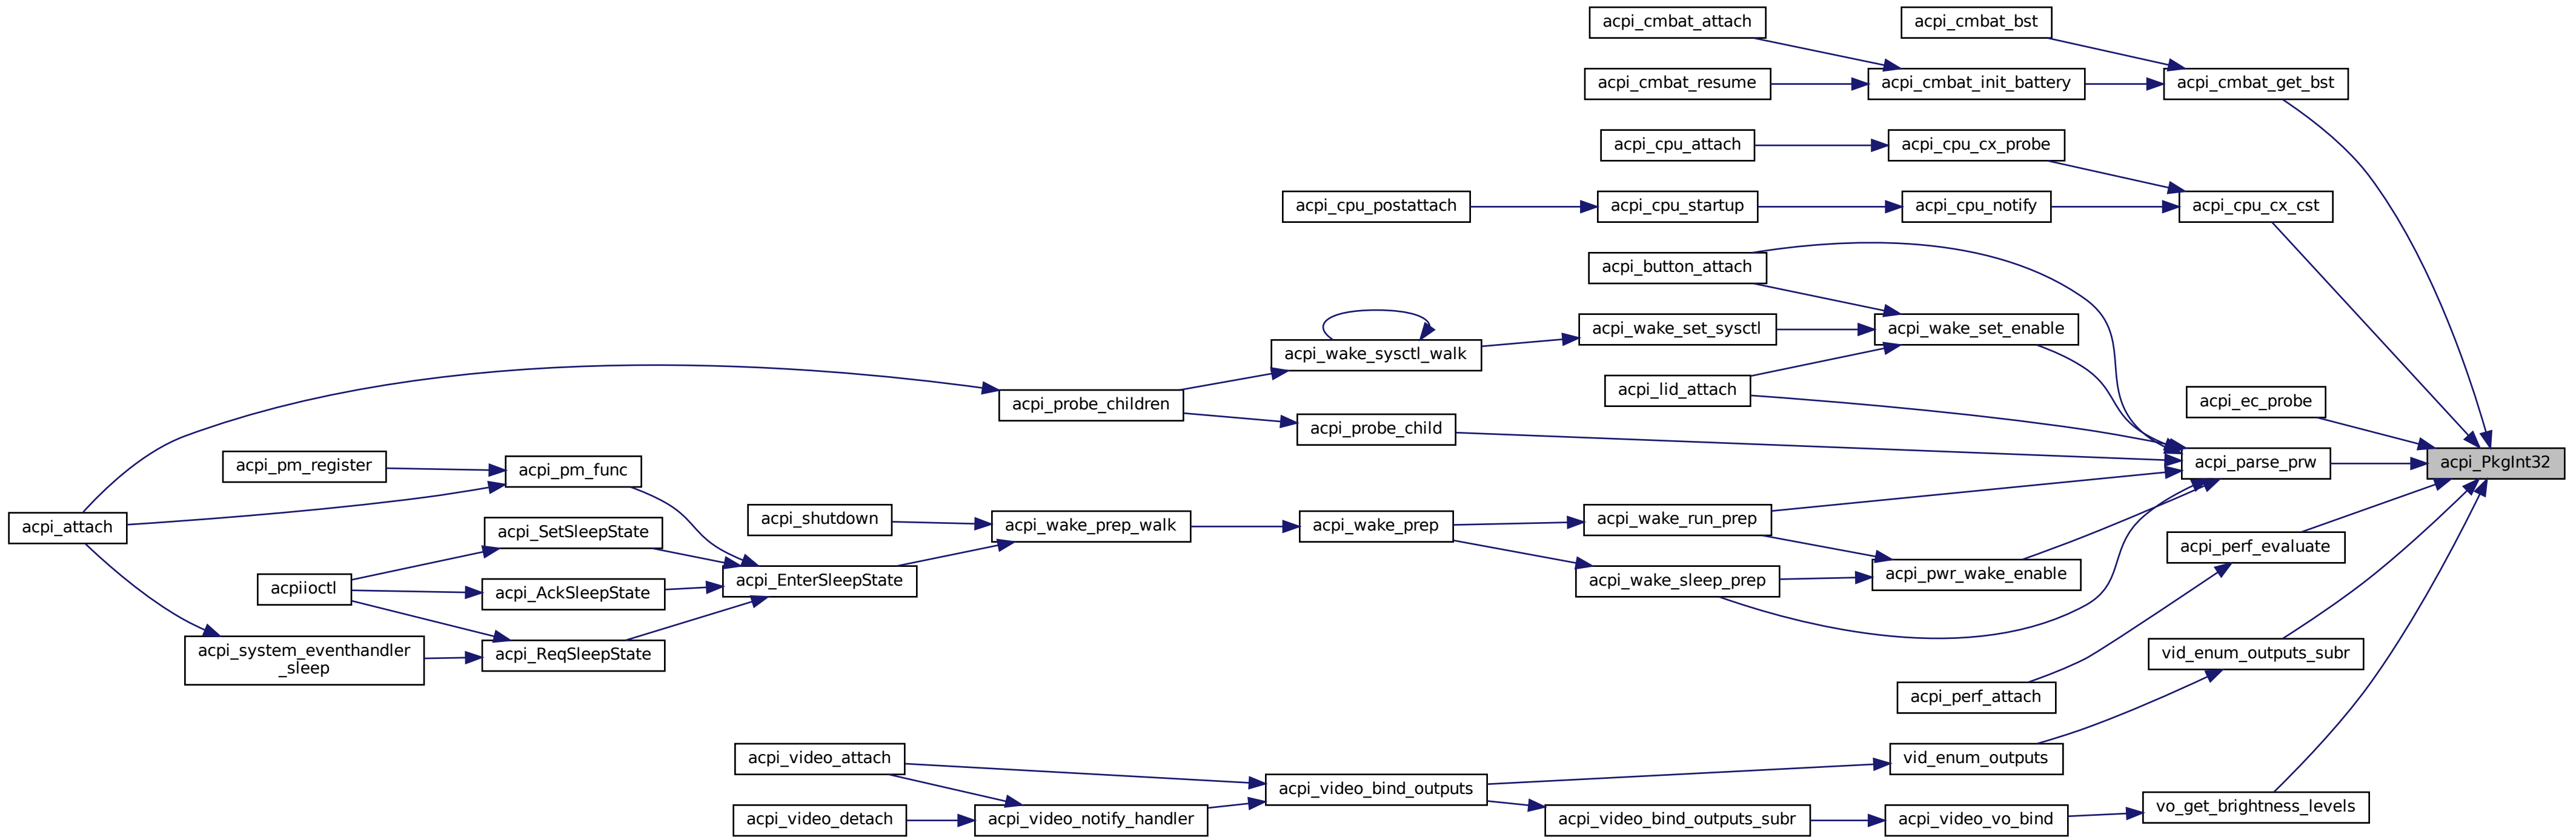 acpi_cmbat_attach
acpi_cmbat_bst
acpi_cmbat_resume
acpi_cmbat_init_battery
acpi_cmbat_get_bst
acpi_cpu_attach
acpi_cpu_cx_probe
acpi_cpu_postattach
acpi_cpu_startup
acpi_cpu_notify
acpi_cpu_cx_cst
acpi_button_attach
acpi_wake_set_sysctl
acpi_wake_set_enable
acpi_wake_sysctl_walk
acpi_lid_attach
acpi_probe_children
acpi_ec_probe
acpi_probe_child
acpi_pm_register
acpi_pm_func
acpi_parse_prw
acpi_PkgInt32
acpi_attach
acpi_SetSleepState
acpi_shutdown
acpi_wake_prep_walk
acpi_wake_prep
acpi_wake_run_prep
acpi_perf_evaluate
acpiioctl
acpi_AckSleepState
acpi_EnterSleepState
acpi_wake_sleep_prep
acpi_pwr_wake_enable
acpi_system_eventhandler
_sleep
acpi_ReqSleepState
vid_enum_outputs_subr
acpi_perf_attach
acpi_video_attach
vid_enum_outputs
acpi_video_bind_outputs
acpi_video_detach
acpi_video_notify_handler
acpi_video_bind_outputs_subr
acpi_video_vo_bind
vo_get_brightness_levels